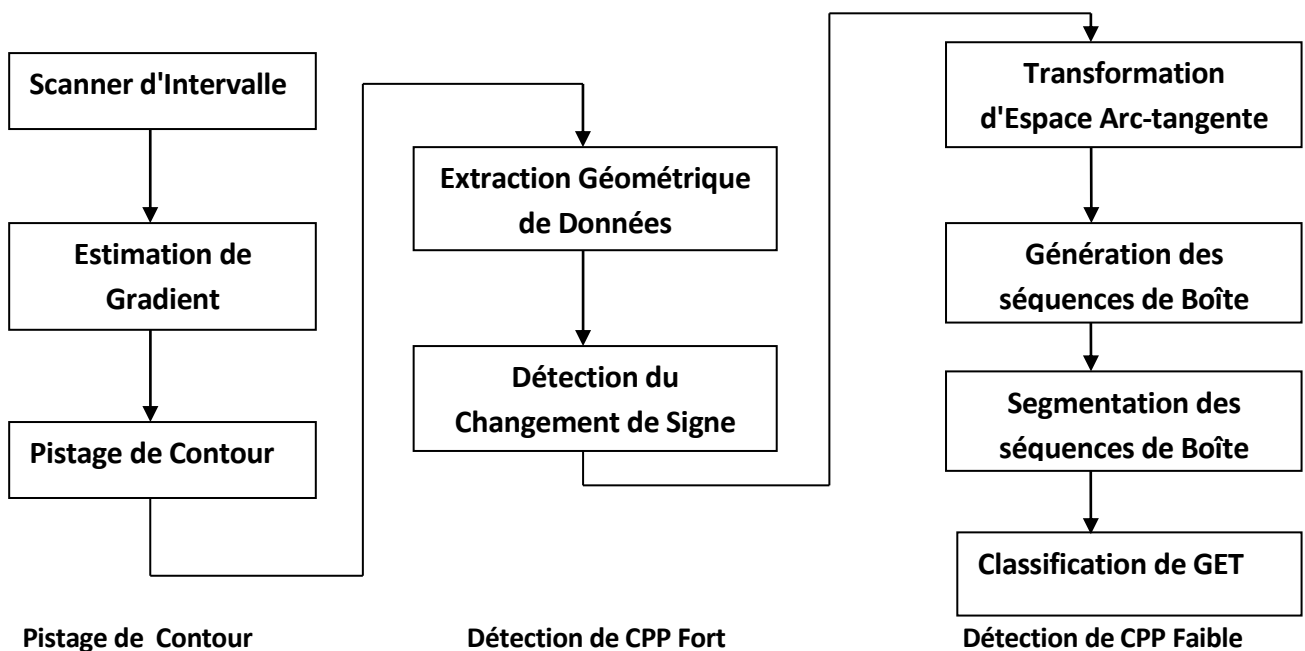 Scanner d'Intervalle
Estimation de
Gradient
Pistage de Contour
Extraction Géométrique
de Données
Détection du
Changement de Signe
Transformation
d'Espace Arc-tangente
Génération des
séquences de Boîte
Segmentation des
séquences de Boîte
Classification de GET
Pistage de Contour
Détection de CPP Fort
Détection de CPP Faible